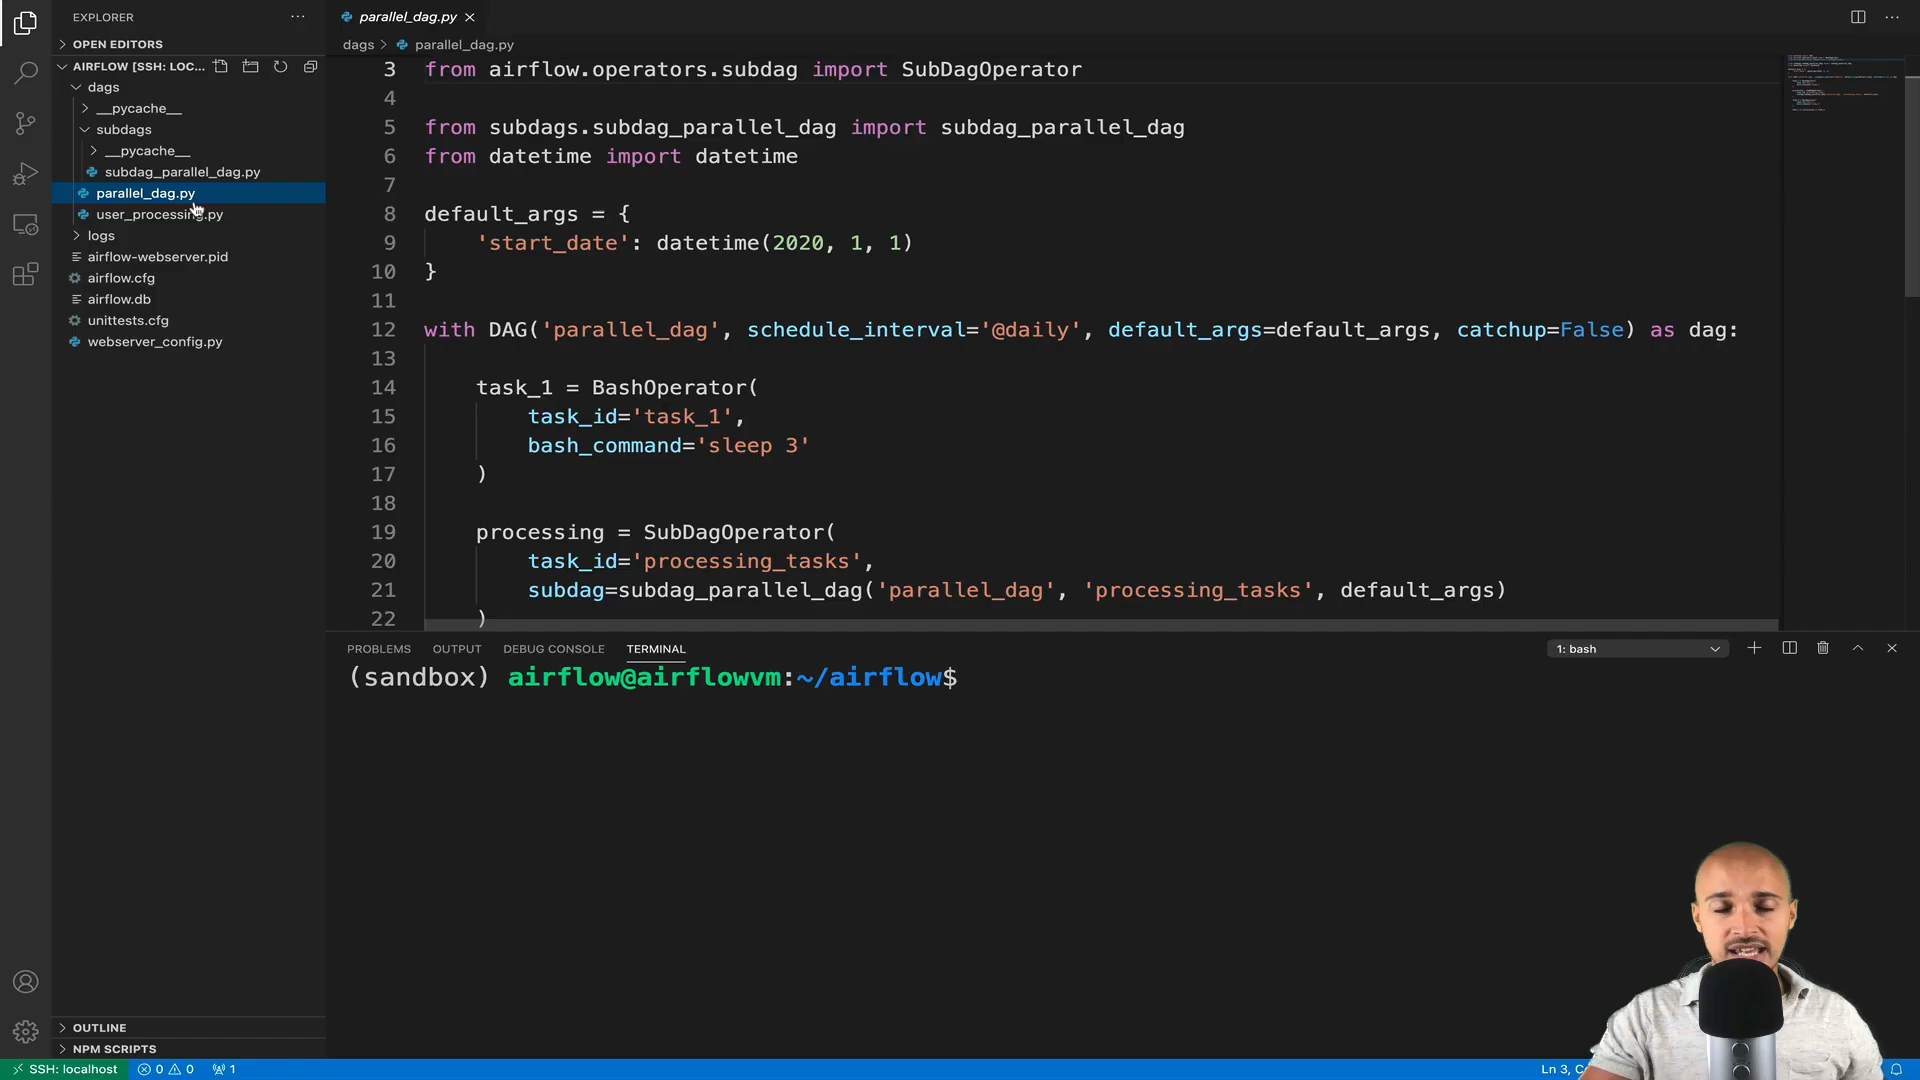 EXPLORER
OPEN EDITORS
AIRFLOW [SSH: LOC...
dags
__pycache__
subdags
__pycache__
subdag_parallel_dag.py
parallel_dag.py
user_processing.py
logs
airflow-webserver.pid
airflow.cfg
airflow.db
unittests.cfg
webserver_config.py
OUTLINE
NPM SCRIPTS
parallel_dag.py
dags > parallel_dag.py
3 from airflow.operators.subdag import SubDagOperator
4
5 from subdags.subdag_parallel_dag import subdag_parallel_dag
6 from datetime import datetime
7
8 default_args = {
9 'start_date': datetime(2020, 1, 1)
10 }
11
12 with DAG('parallel_dag', schedule_interval='@daily', default_args=default_args, catchup=False) as dag:
13
14 task_1 = BashOperator(
15 task_id='task_1',
16 bash_command='sleep 3'
17 )
18
19 processing = SubDagOperator(
20 task_id='processing_tasks',
21 subdag=subdag_parallel_dag('parallel_dag', 'processing_tasks', default_args)
22 )
PROBLEMS OUTPUT DEBUG CONSOLE TERMINAL 1: bash
(sandbox) airflow@airflowvm:~/airflow$
SSH: localhost 0 0 1 Ln 3,